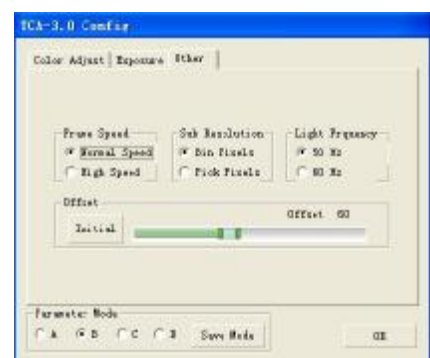 TCA-3.0 Config
Color Adjust Exposure Other
Frame Speed Sub Resolution Light Frquency
Normal Speed Bin Pixels 50 Hz
High Speed Pick Pixels 60 Hz
Offset
Offset 60
Initial
Parameter Mode
A B C Save Mode OK